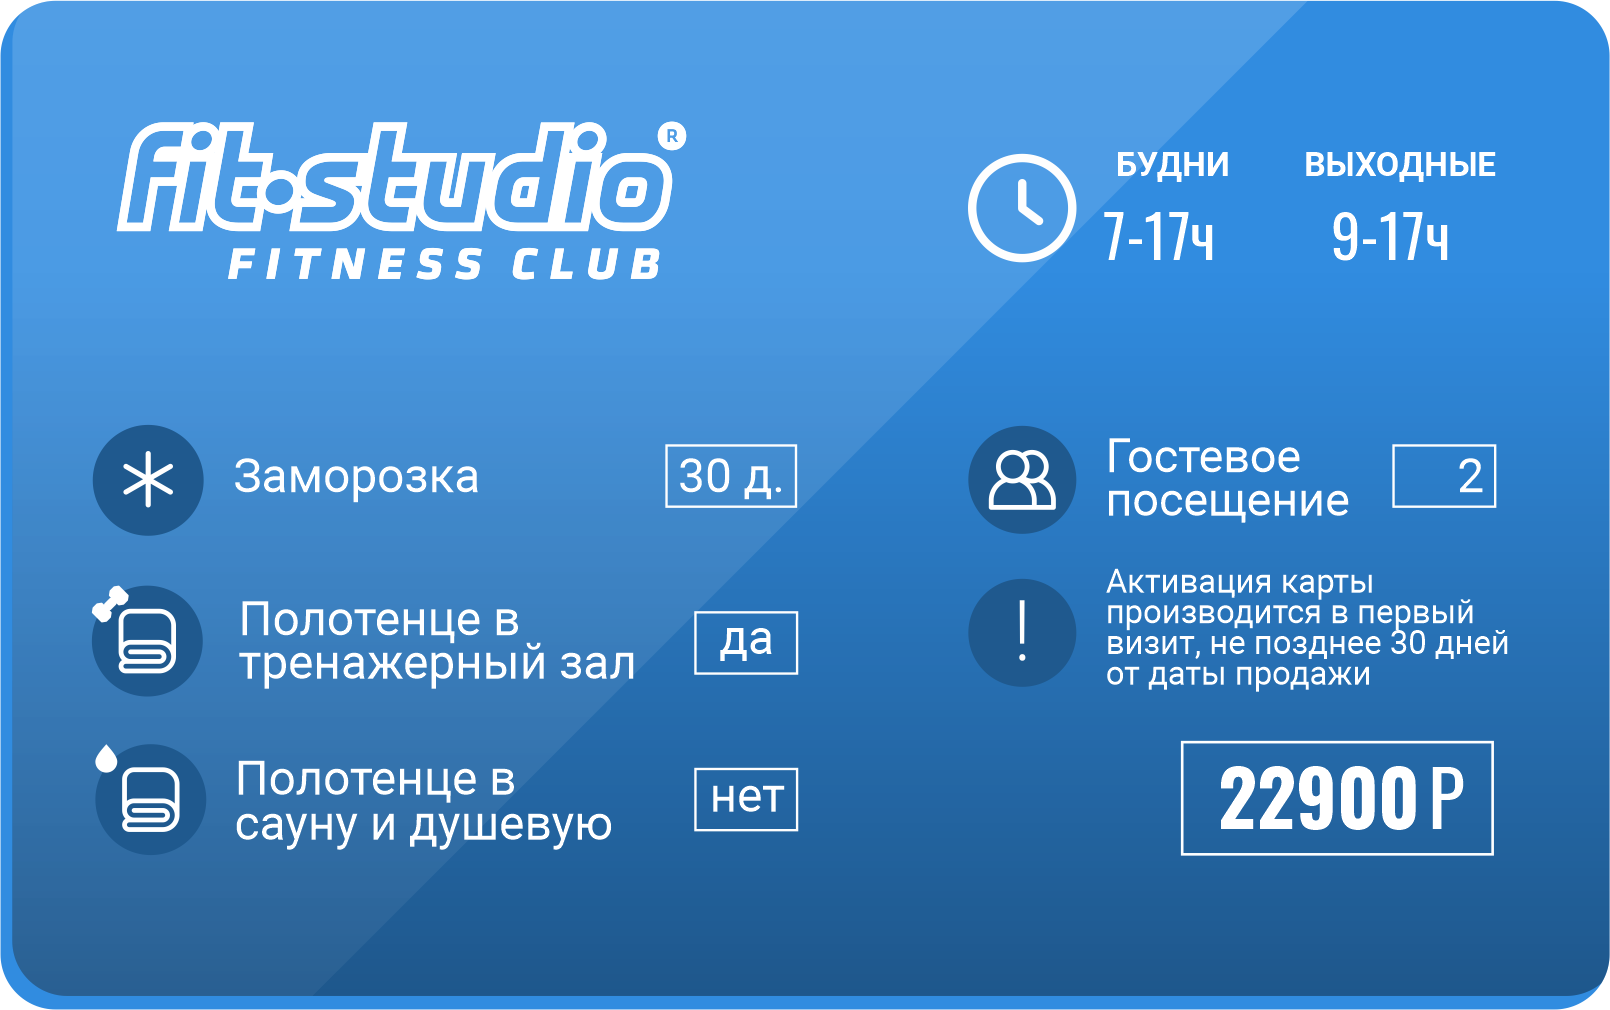 fit·studio®
FITNESS CLUB
БУДНИ
7-17ч
ВЫХОДНЫЕ
9-17ч
Заморозка
30 д.
Полотенце в
тренажерный зал
да
Полотенце в
сауну и душевую
нет
Гостевое
посещение
2
Активация карты
производится в первый
визит, не позднее 30 дней
от даты продажи
22900 Р